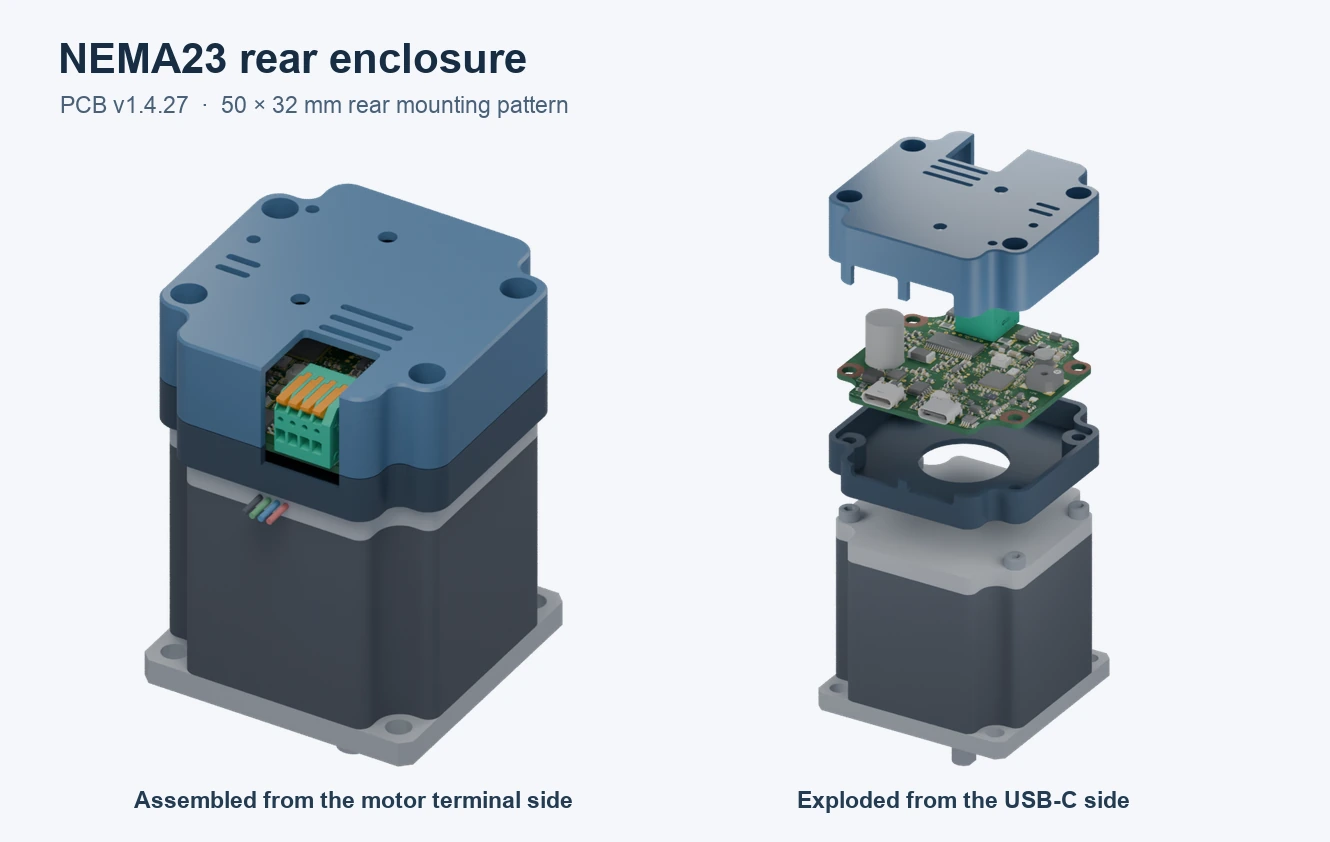 NEMA23 rear enclosure
PCB v1.4.27 · 50 × 32 mm rear mounting pattern
Assembled from the motor terminal side
Exploded from the USB-C side